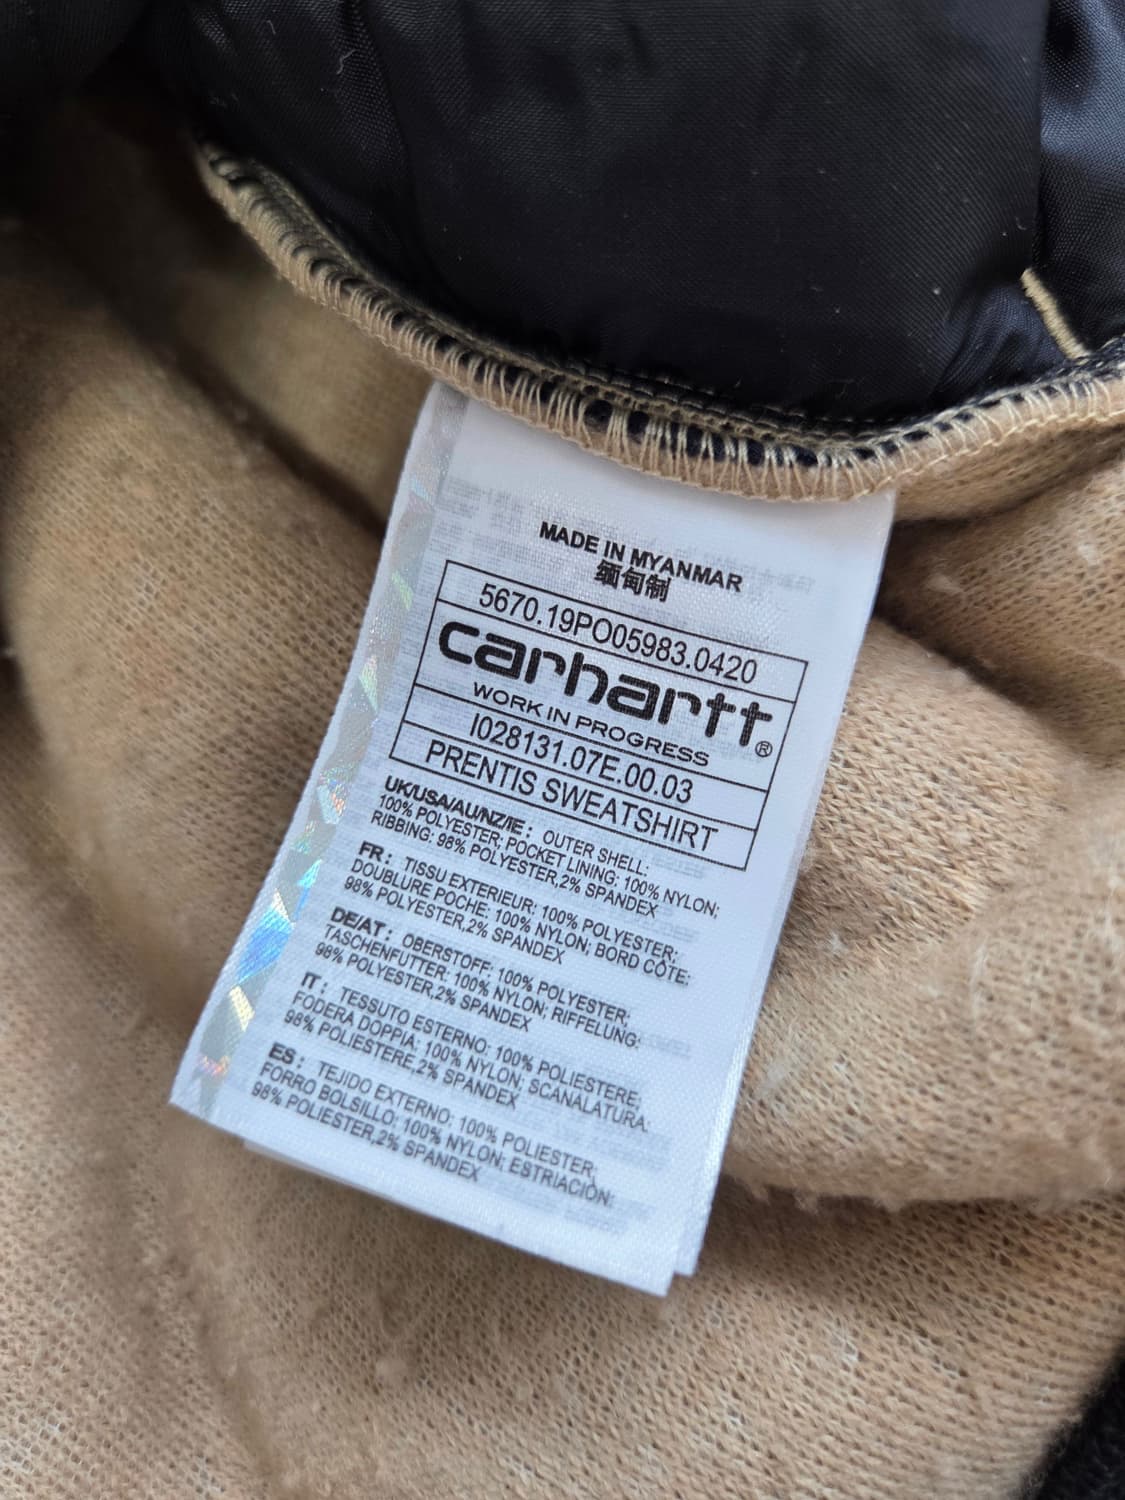 MADE IN MYANMAR
缅甸制
5670.19PO05983.0420
carhartt®
WORK IN PROGRESS
I028131.07E.00.03
PRENTIS SWEATSHIRT
UK/USA/AU/NZ/IE: OUTER SHELL:
100% POLYESTER; POCKET LINING: 100% NYLON;
RIBBING: 98% POLYESTER,2% SPANDEX
FR: TISSU EXTERIEUR: 100% POLYESTER;
DOUBLURE POCHE: 100% NYLON; BORD CÔTE:
98% POLYESTER,2% SPANDEX
DE/AT: OBERSTOFF: 100% POLYESTER;
TASCHENFUTTER: 100% NYLON; RIFFELUNG:
98% POLYESTER,2% SPANDEX
IT: TESSUTO ESTERNO: 100% POLIESTERE;
FODERA DOPPIA: 100% NYLON; SCANALATURA:
98% POLIESTERE,2% SPANDEX
ES: TEJIDO EXTERNO: 100% POLIESTER;
FORRO BOLSILLO: 100% NYLON; ESTRIACIÓN:
98% POLIESTER,2% SPANDEX